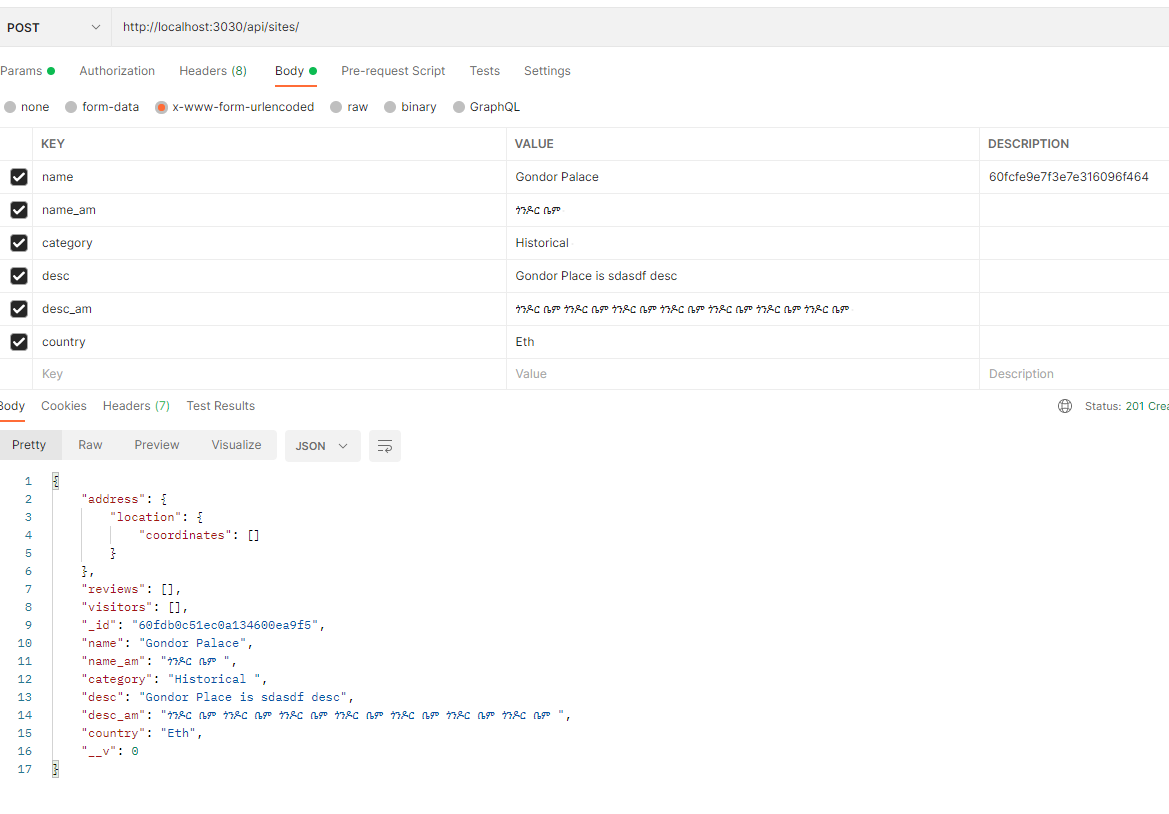 POST http://localhost:3030/api/sites/
Params Authorization Headers (8) Body Pre-request Script Tests Settings
none form-data x-www-form-urlencoded raw binary GraphQL
KEY VALUE DESCRIPTION
name Gondor Palace 60fcfe9e7f3e7e316096f464
name_am ጎንዶር ቤም
category Historical
desc Gondor Place is sdasdf desc
desc_am ጎንዶር ቤም ጎንዶር ቤም ጎንዶር ቤም ጎንዶር ቤም ጎንዶር ቤም ጎንዶር ቤም ጎንዶር ቤም
country Eth
Key Value Description
Body Cookies Headers (7) Test Results Status: 201 Crea
Pretty Raw Preview Visualize JSON
1 {
2 "address": {
3 "location": {
4 "coordinates": []
5 }
6 },
7 "reviews": [],
8 "visitors": [],
9 "_id": "60fdb0c51ec0a134600ea9f5",
10 "name": "Gondor Palace",
11 "name_am": "ጎንዶር ቤም ",
12 "category": "Historical ",
13 "desc": "Gondor Place is sdasdf desc",
14 "desc_am": "ጎንዶር ቤም ጎንዶር ቤም ጎንዶር ቤም ጎንዶር ቤም ጎንዶር ቤም ጎንዶር ቤም ጎንዶር ቤም ",
15 "country": "Eth",
16 "__v": 0
17 }